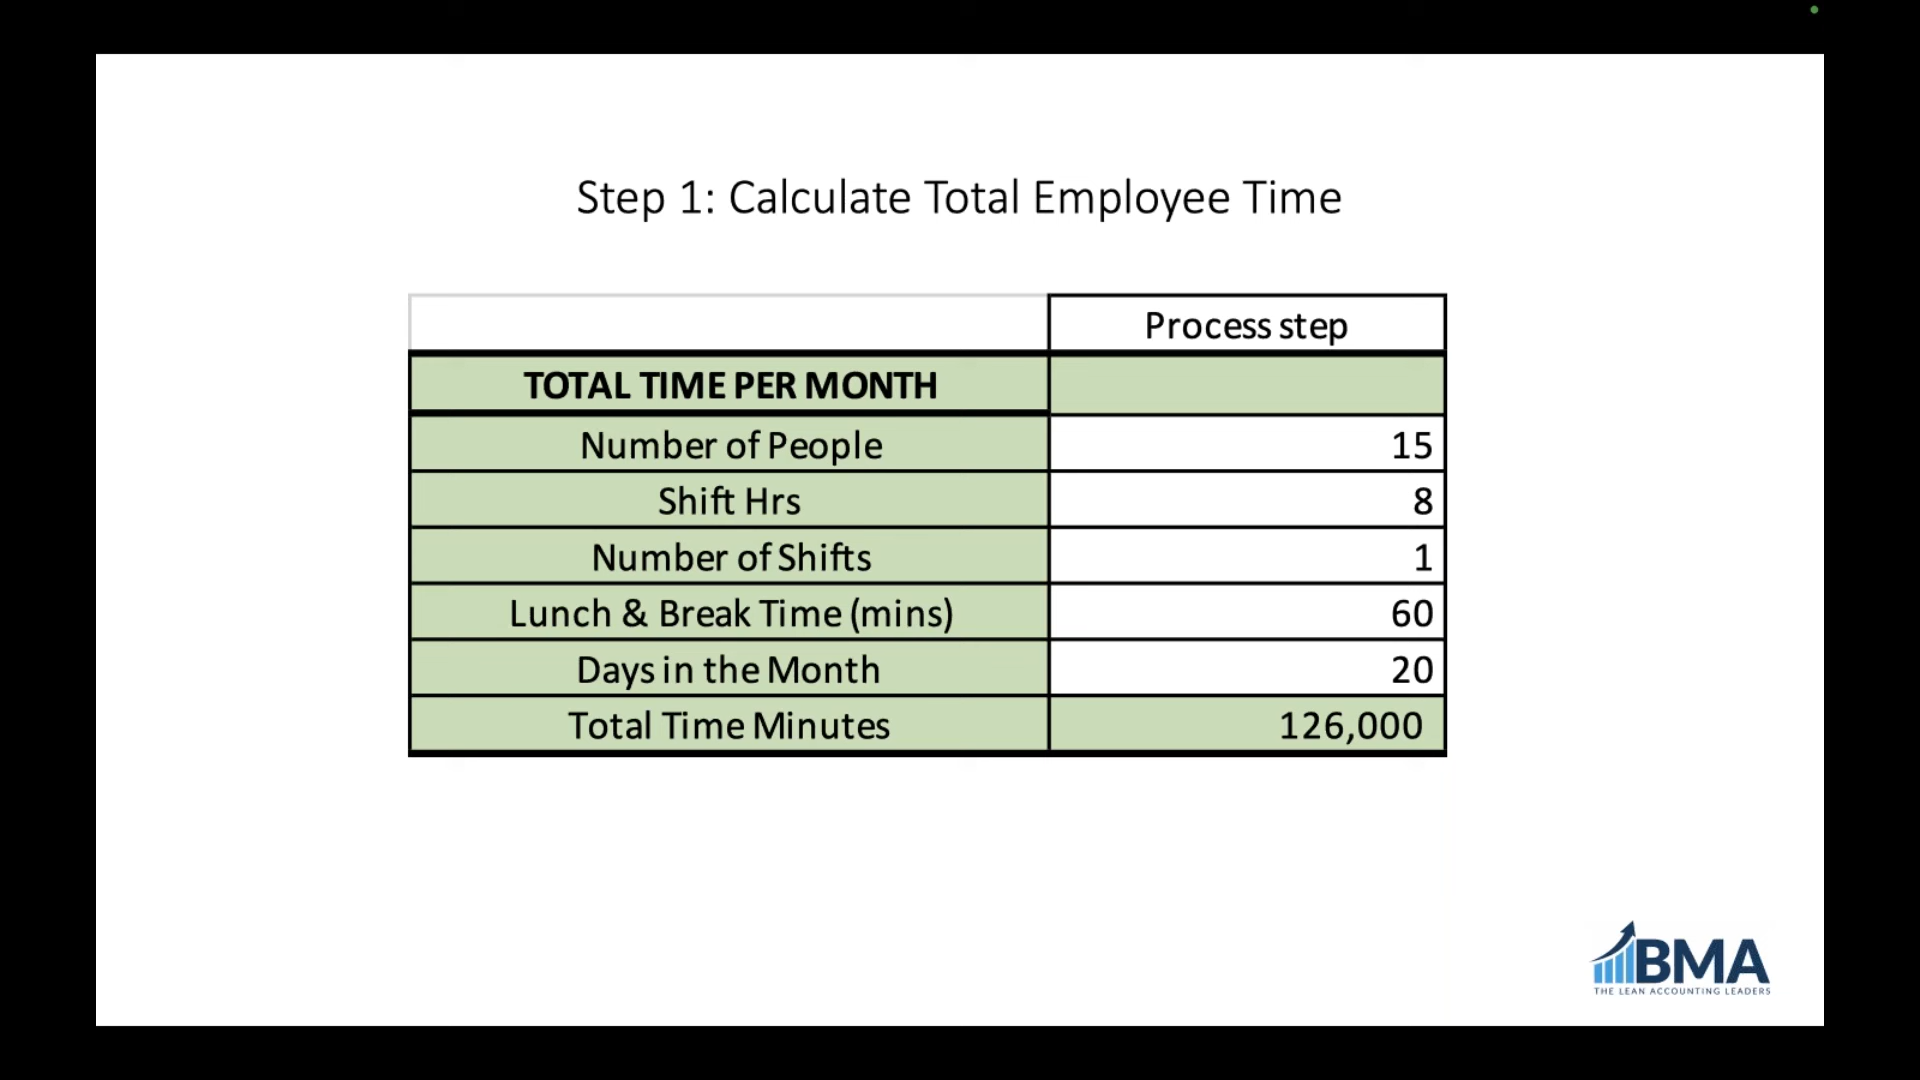 Step 1: Calculate Total Employee Time
Process step
TOTAL TIME PER MONTH
Number of People 15
Shift Hrs 8
Number of Shifts 1
Lunch & Break Time (mins) 60
Days in the Month 20
Total Time Minutes 126,000
BMA
THE LEAN ACCOUNTING LEADERS